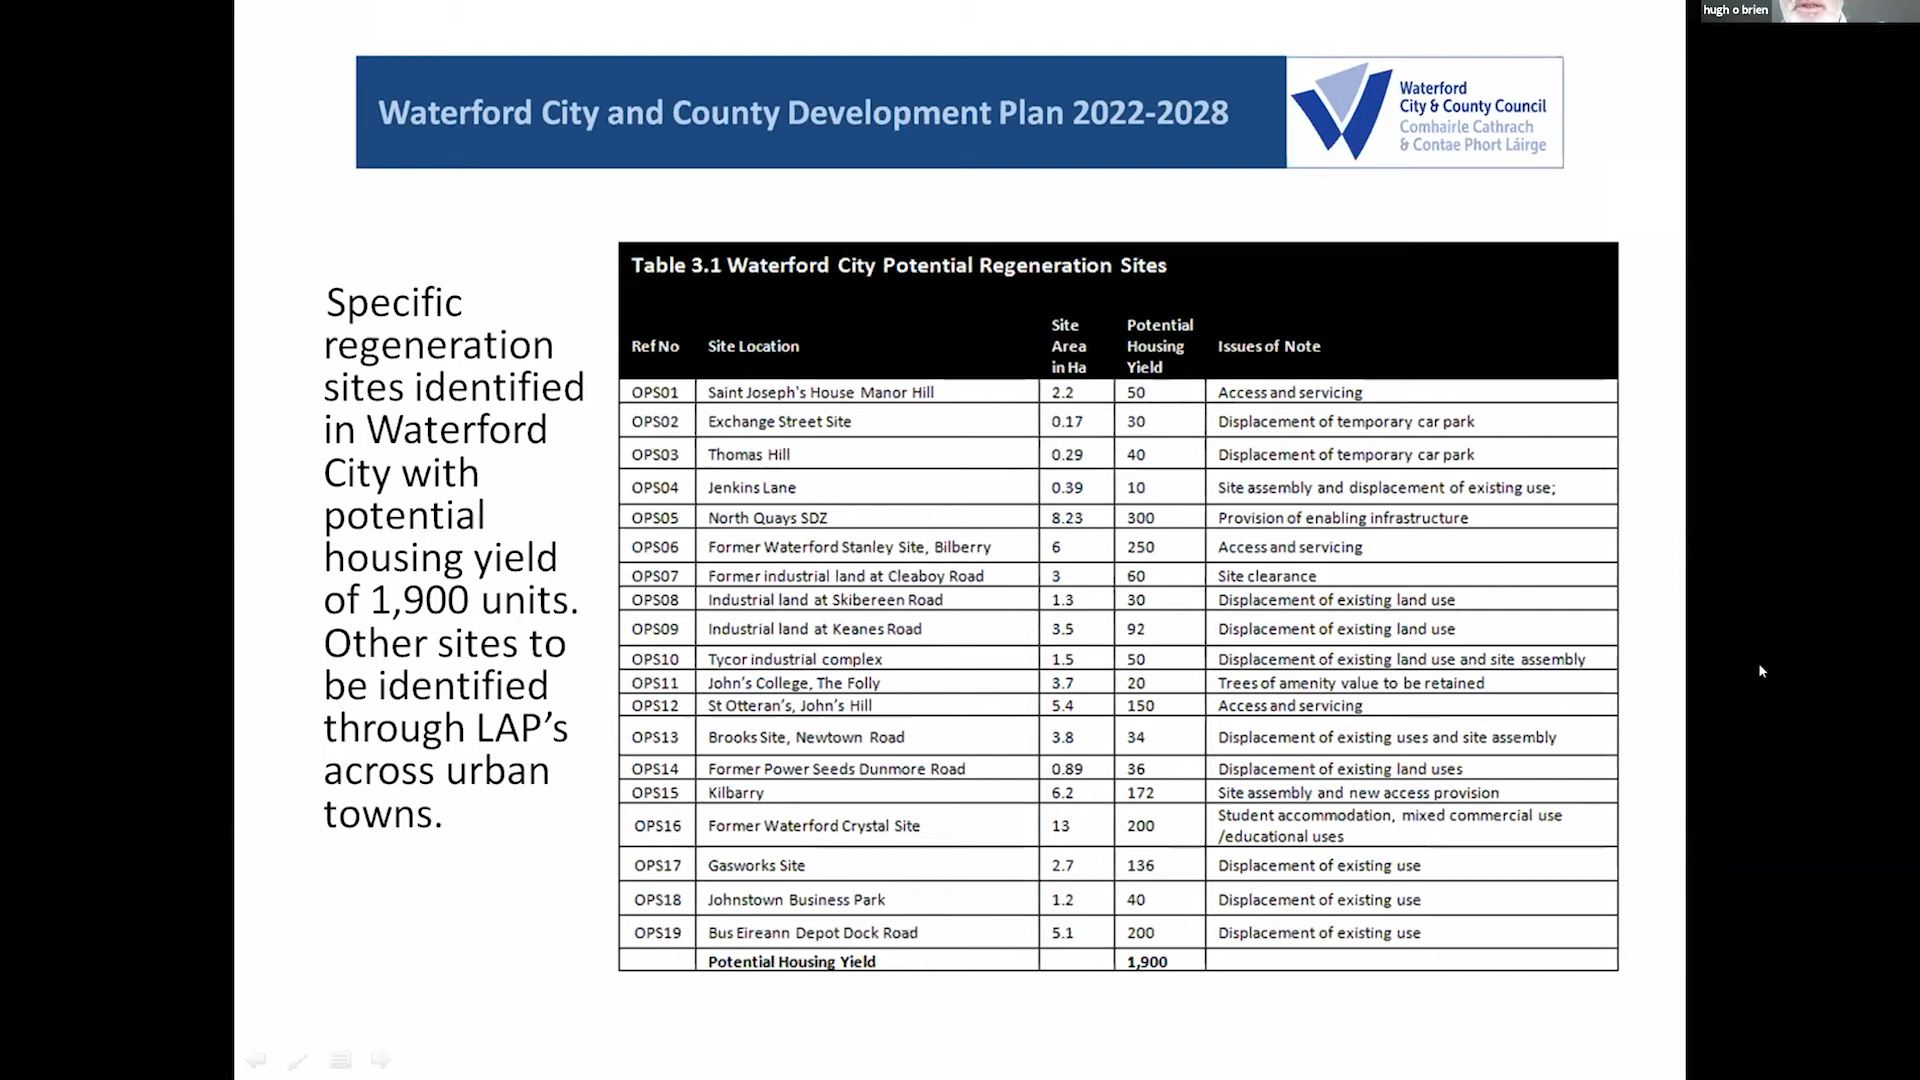 hugh o brien
Waterford City and County Development Plan 2022-2028
Waterford
City & County Council
Comhairle Cathrach
& Contae Phort Láirge
Specific
regeneration
sites identified
in Waterford
City with
potential
housing yield
of 1,900 units.
Other sites to
be identified
through LAP’s
across urban
towns.
Table 3.1 Waterford City Potential Regeneration Sites
Ref No Site Location Site Area in Ha Potential Housing Yield Issues of Note
OPS01 Saint Joseph's House Manor Hill 2.2 50 Access and servicing
OPS02 Exchange Street Site 0.17 30 Displacement of temporary car park
OPS03 Thomas Hill 0.29 40 Displacement of temporary car park
OPS04 Jenkins Lane 0.39 10 Site assembly and displacement of existing use;
OPS05 North Quays SDZ 8.23 300 Provision of enabling infrastructure
OPS06 Former Waterford Stanley Site, Bilberry 6 250 Access and servicing
OPS07 Former industrial land at Cleaboy Road 3 60 Site clearance
OPS08 Industrial land at Skibereen Road 1.3 30 Displacement of existing land use
OPS09 Industrial land at Keanes Road 3.5 92 Displacement of existing land use
OPS10 Tycor industrial complex 1.5 50 Displacement of existing land use and site assembly
OPS11 John’s College, The Folly 3.7 20 Trees of amenity value to be retained
OPS12 St Otteran’s, John’s Hill 5.4 150 Access and servicing
OPS13 Brooks Site, Newtown Road 3.8 34 Displacement of existing uses and site assembly
OPS14 Former Power Seeds Dunmore Road 0.89 36 Displacement of existing land uses
OPS15 Kilbarry 6.2 172 Site assembly and new access provision
OPS16 Former Waterford Crystal Site 13 200 Student accommodation, mixed commercial use
/educational uses
OPS17 Gasworks Site 2.7 136 Displacement of existing use
OPS18 Johnstown Business Park 1.2 40 Displacement of existing use
OPS19 Bus Eireann Depot Dock Road 5.1 200 Displacement of existing use
Potential Housing Yield 1,900